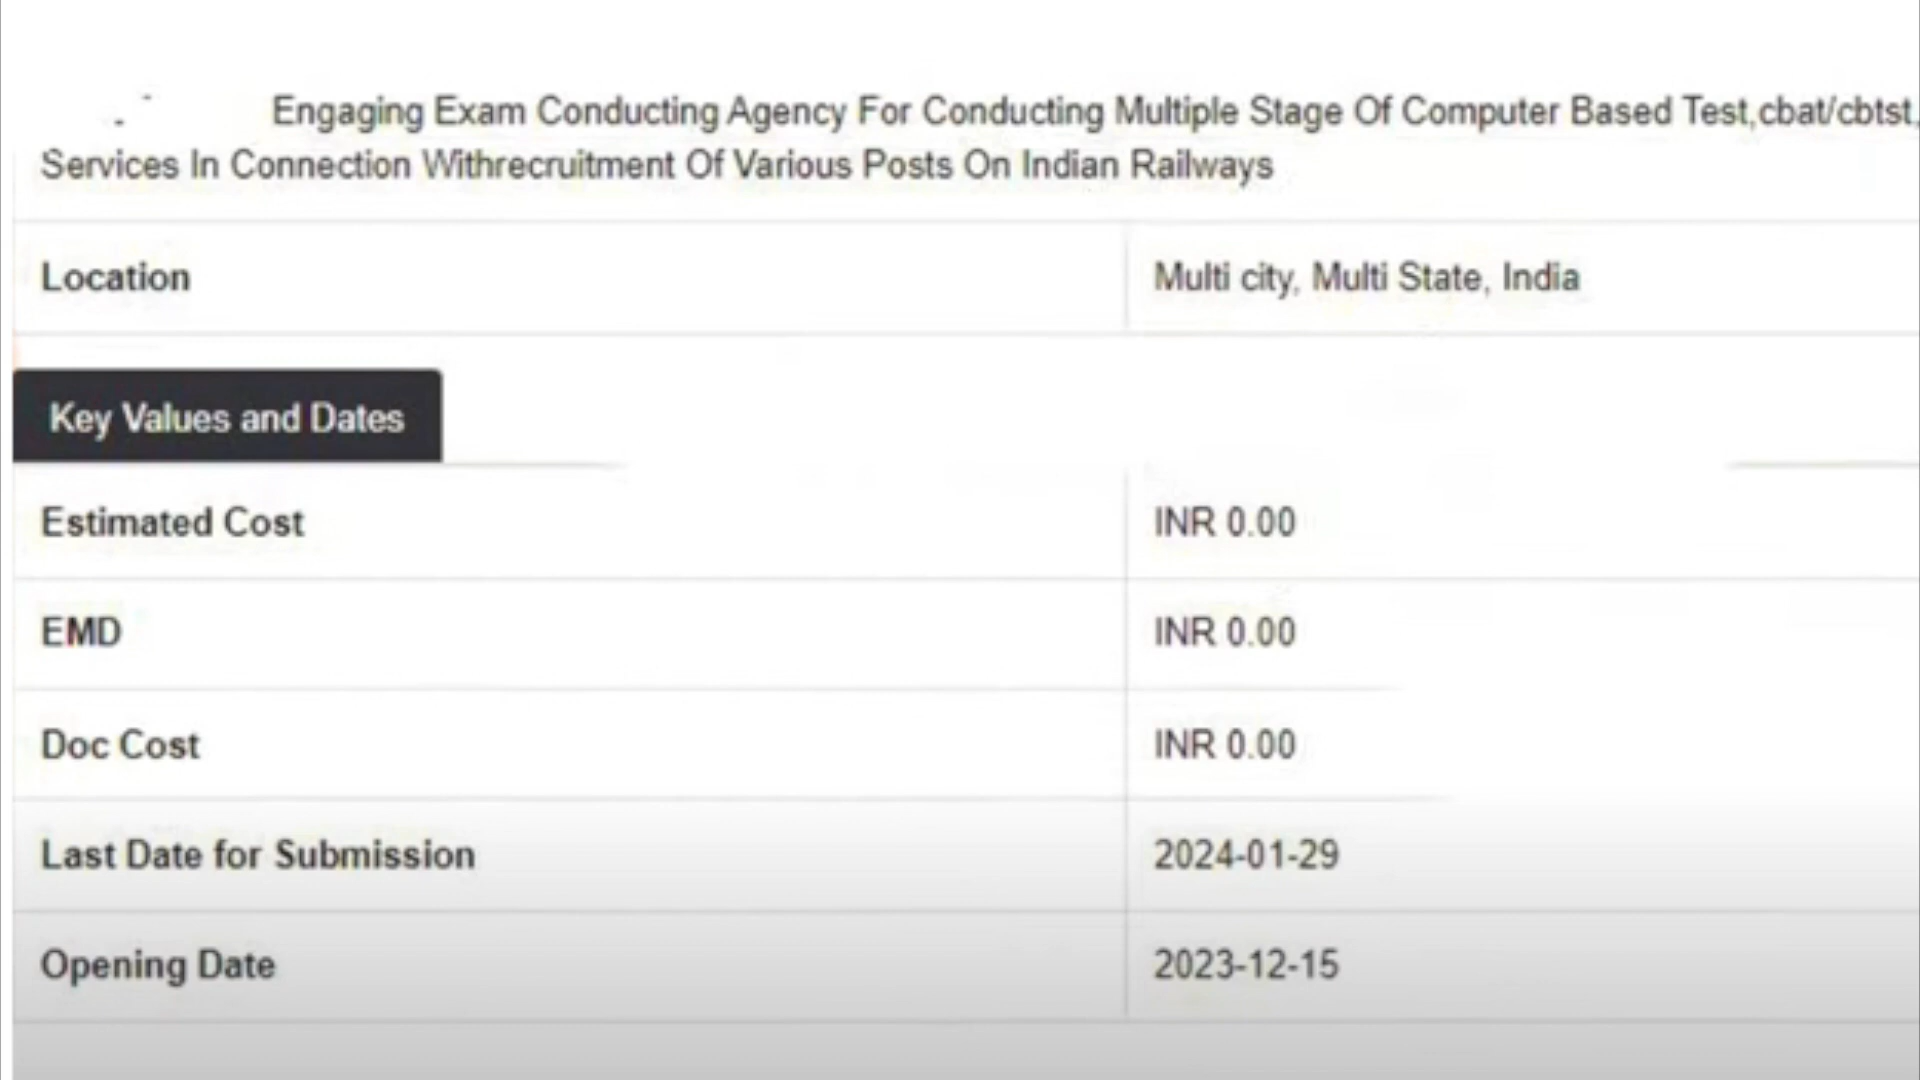 Engaging Exam Conducting Agency For Conducting Multiple Stage Of Computer Based Test,cbat/cbtst,
Services In Connection Withrecruitment Of Various Posts On Indian Railways
Location
Multi city, Multi State, India
Key Values and Dates
Estimated Cost
INR 0.00
EMD
INR 0.00
Doc Cost
INR 0.00
Last Date for Submission
2024-01-29
Opening Date
2023-12-15